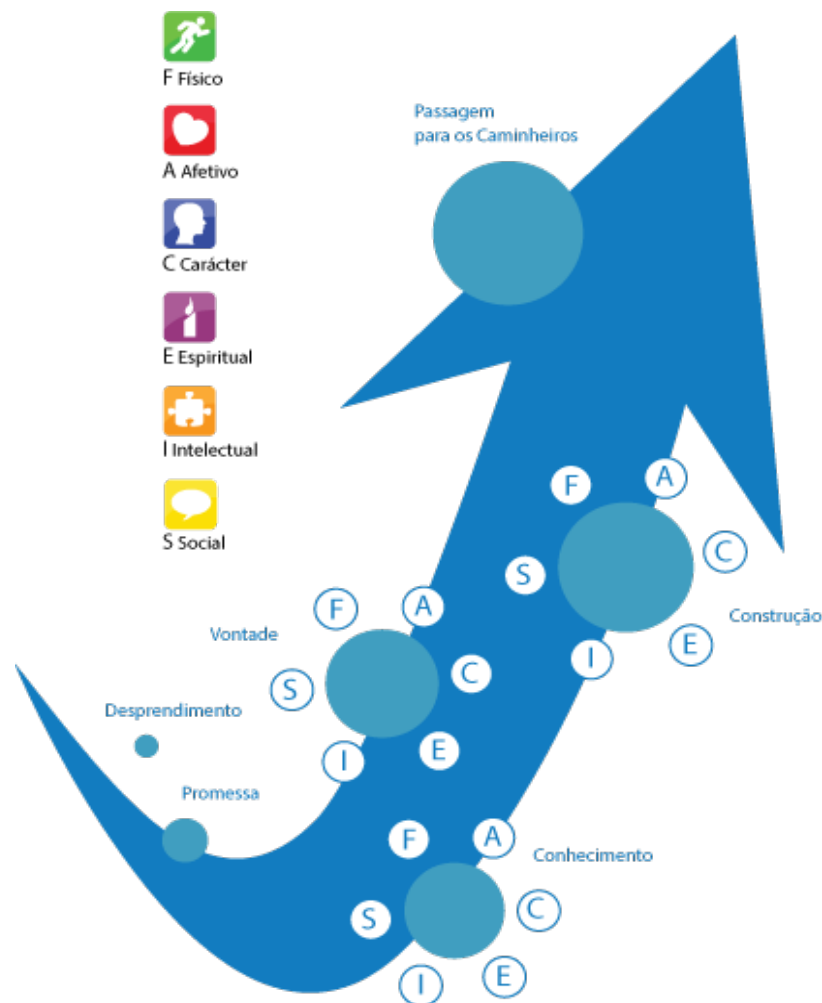 F Físico
A Afetivo
C Carácter
E Espiritual
I Intelectual
S Social
Passagem
para os Caminheiros
F
A
S
C
I
E
Construção
Vontade
F
A
S
C
I
E
Desprendimento
Promessa
F
A
Conhecimento
S
C
I
E